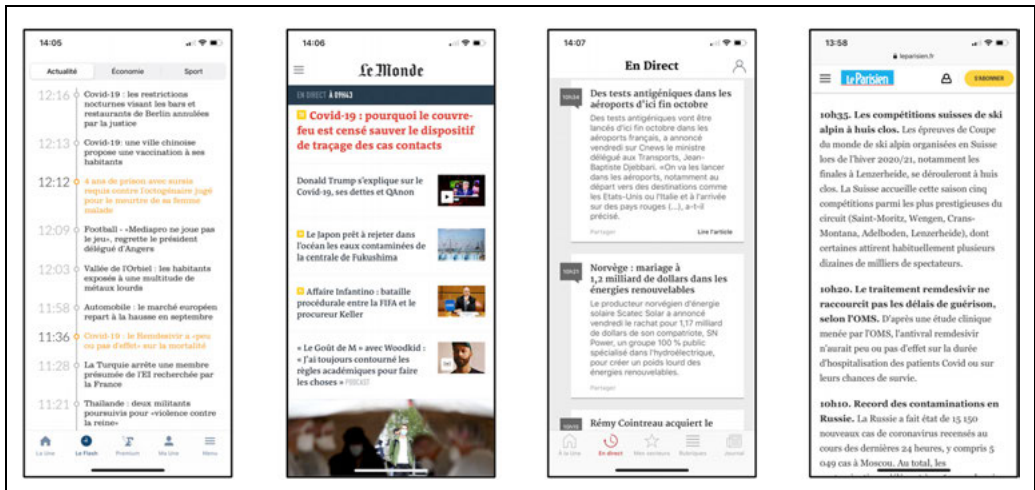 14:05
Actualité Économie Sport
12:16 Covid-19 : les restrictions
nocturnes visant les bars et
restaurants de Berlin annulées
par la justice
12:13 Covid-19: une ville chinoise
propose une vaccination à ses
habitants
12:12 4 ans de prison avec sursis
requis contre l'octogénaire jugé
pour le meurtre de sa femme
malade
12:09 Football - «Mediapro ne joue pas
le jeu», regrette le président
délégué d'Angers
12:03 Vallée de l'Orbiel : les habitants
exposés à une multitude de
métaux lourds
11:58 Automobile : le marché européen
repart à la hausse en septembre
11:36 Covid-19 : le Remdesivir a «peu
ou pas d'effet» sur la mortalité
11:28 La Turquie arrête une membre
présumée de l'EI recherchée par
la France
11:21 Thaïlande : deux militants
poursuivis pour «violence contre
la reine»
La Une Le Flash Premium Ma Une Menu
14:06
Le Monde
EN DIRECT À 09H43
Covid-19 : pourquoi le couvre-
feu est censé sauver le dispositif
de traçage des cas contacts
Donald Trump s'explique sur le
Covid-19, ses dettes et QAnon
Le Japon prêt à rejeter dans
l'océan les eaux contaminées de
la centrale de Fukushima
Affaire Infantino : bataille
procédurale entre la FIFA et le
procureur Keller
« Le Goût de M » avec Woodkid :
« J'ai toujours contourné les
règles académiques pour faire
les choses » PODCAST
14:07
En Direct
10H34 Des tests antigéniques dans les
aéroports d'ici fin octobre
Des tests antigéniques vont être
lancés d'ici fin octobre dans les
aéroports français, a annoncé
vendredi sur Cnews le ministre
délégué aux Transports, Jean-
Baptiste Djebbari. «On va les lancer
dans les aéroports, notamment au
départ vers des destinations comme
les Etats-Unis ou l'Italie et à l'arrivée
sur des pays rouges (...), a-t-il
précisé.
Partager Lire l'article
10H21 Norvège : mariage à
1,2 milliard de dollars dans les
énergies renouvelables
Le producteur norvégien d'énergie
solaire Scatec Solar a annoncé
vendredi le rachat pour 1,17 milliard
de dollars de son compatriote, SN
Power, un groupe 100 % public
spécialisé dans l'hydroélectrique,
pour créer un poids lourd des
énergies renouvelables.
Partager
Rémy Cointreau acquiert le
A la Une En direct Mes secteurs Rubriques Journal
13:58
leparisien.fr
Le Parisien S'ABONNER
10h35. Les compétitions suisses de ski
alpin à huis clos. Les épreuves de Coupe
du monde de ski alpin organisées en Suisse
lors de l'hiver 2020/21, notamment les
finales à Lenzerheide, se dérouleront à huis
clos. La Suisse accueille cette saison cinq
compétitions parmi les plus prestigieuses du
circuit (Saint-Moritz, Wengen, Crans-
Montana, Adelboden, Lenzerheide), dont
certaines attirent habituellement plusieurs
dizaines de milliers de spectateurs.
10h20. Le traitement remdesivir ne
raccourcit pas les délais de guérison,
selon l'OMS. D'après une étude clinique
menée par l'OMS, l'antiviral remdesivir
n'aurait peu ou pas d'effet sur la durée
d'hospitalisation des patients Covid ou sur
leurs chances de survie.
10h10. Record des contaminations en
Russie. La Russie a fait état de 15 150
nouveaux cas de coronavirus recensés au
cours des dernières 24 heures, y compris 5
049 cas à Moscou. Au total, les